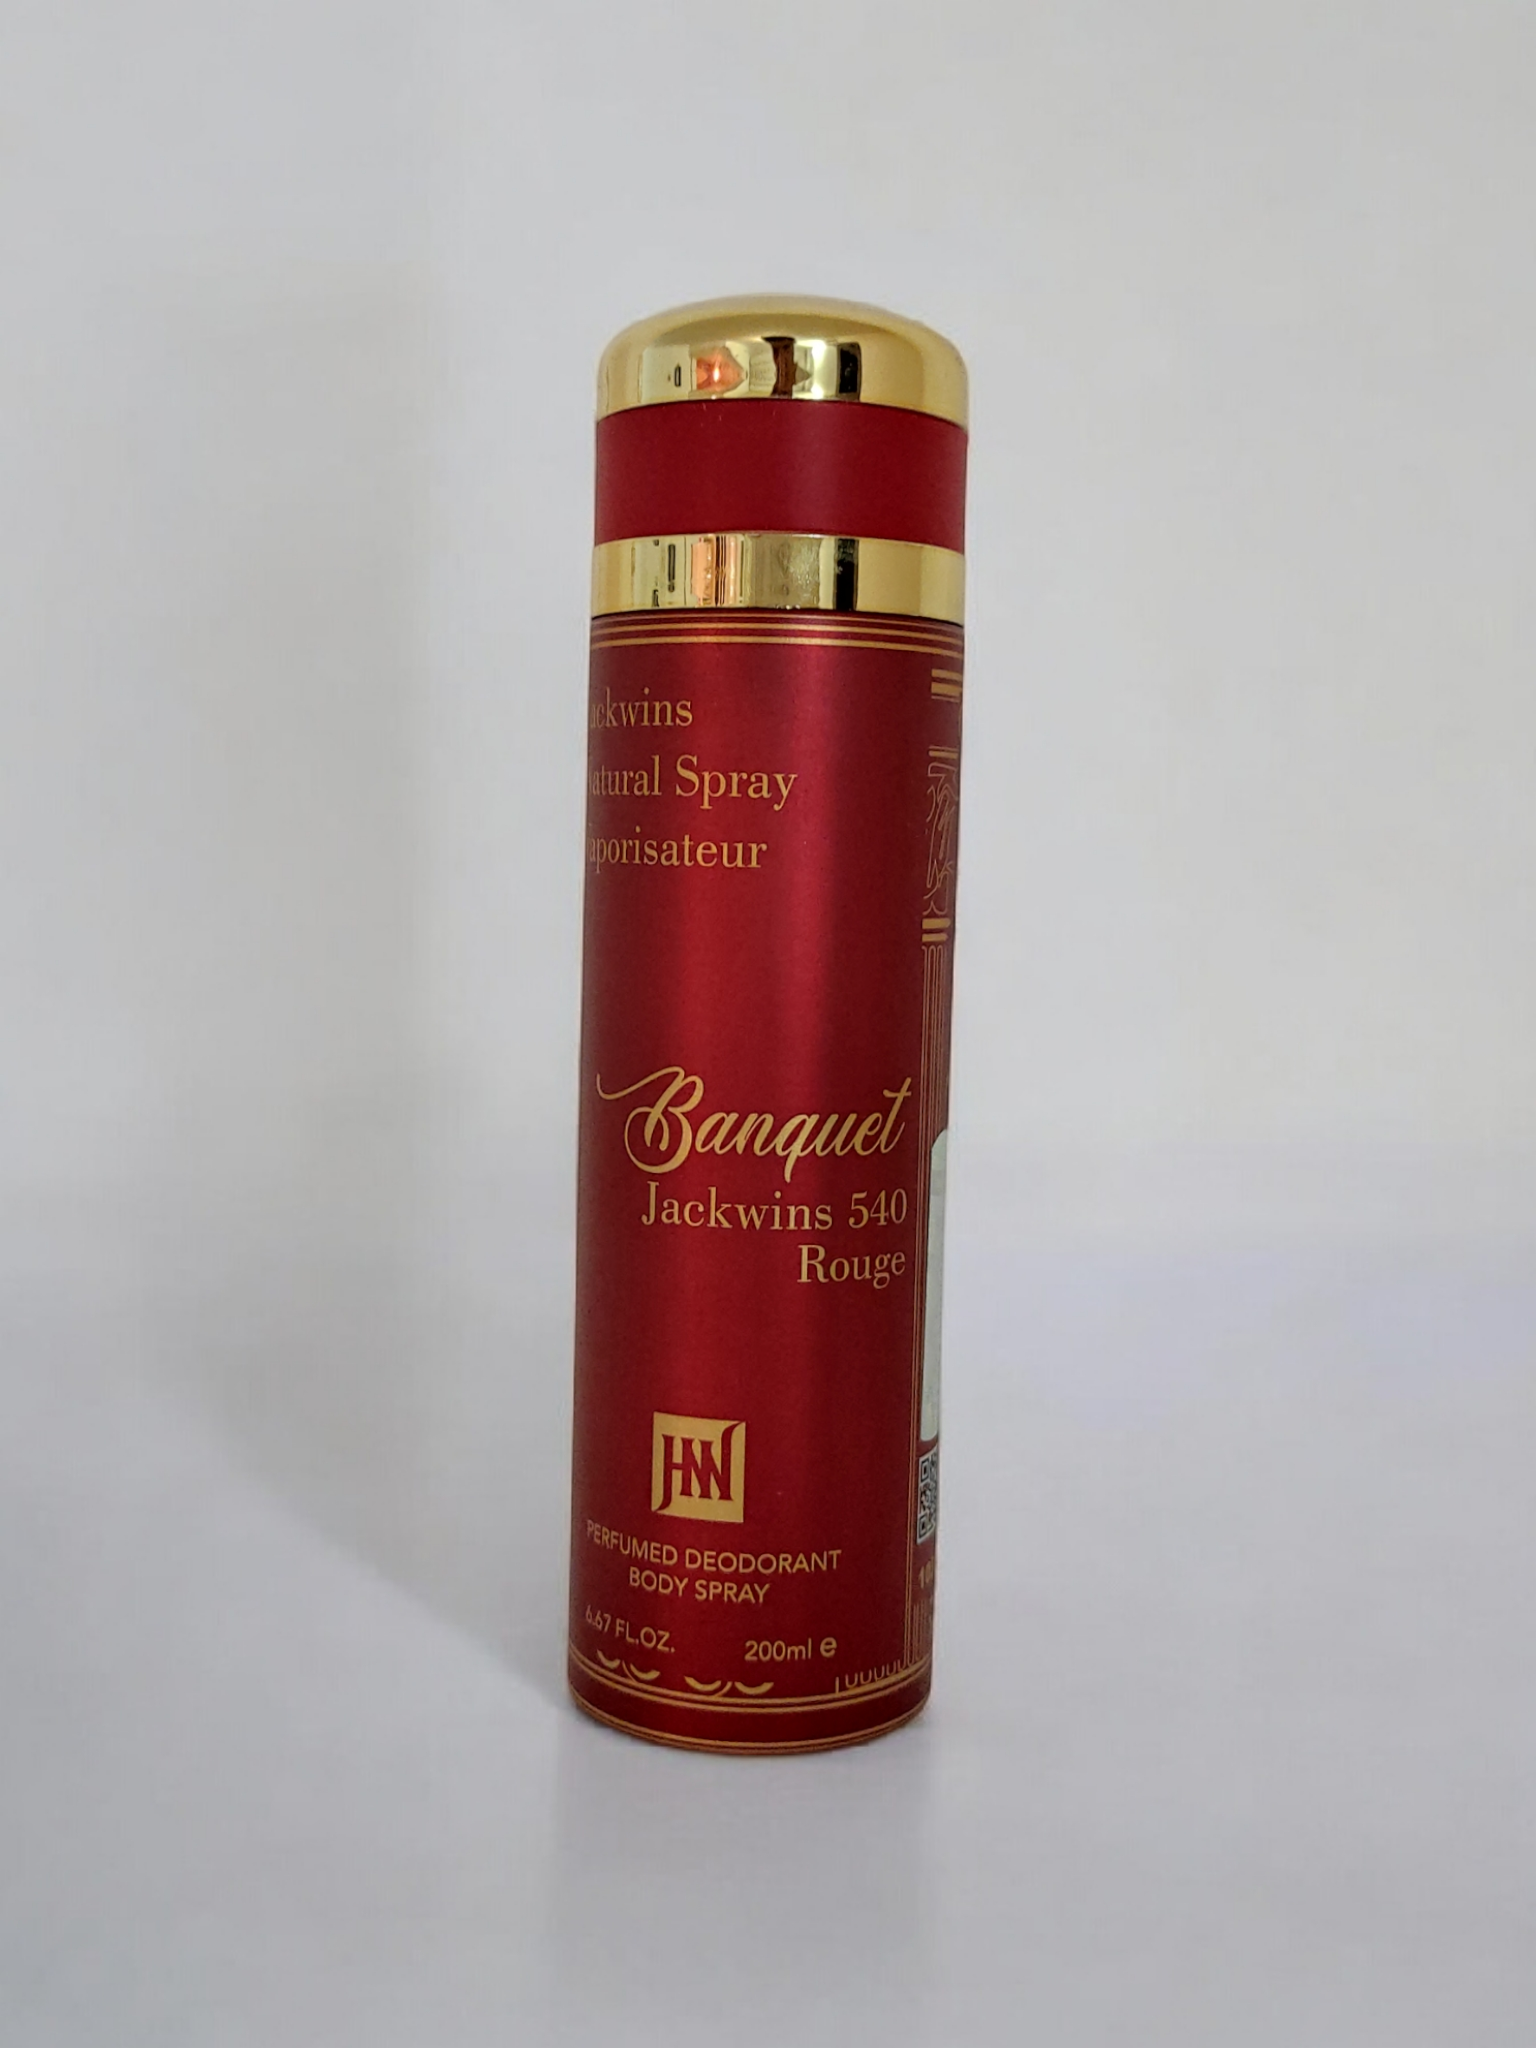 ackwins
atural Spray
aporisateur
Banquet
Jackwins 540
Rouge
JHW
PERFUMED DEODORANT
BODY SPRAY
6.67 FL.OZ. 200ml e